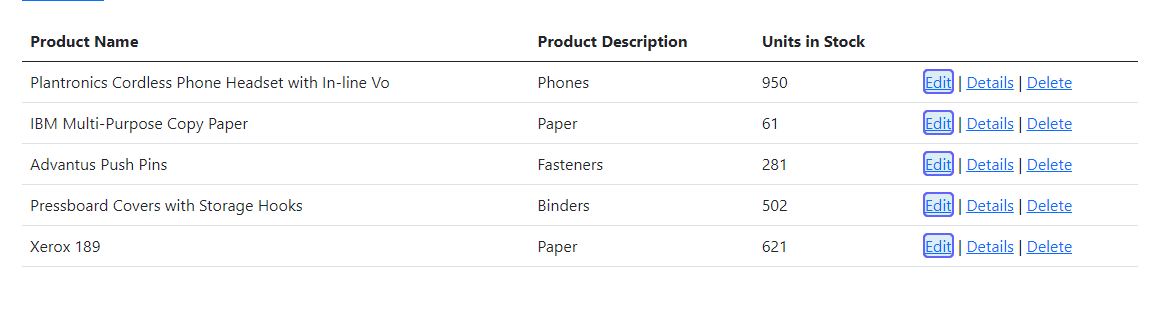 Product Name Product Description Units in Stock
Plantronics Cordless Phone Headset with In-line Vo Phones 950 Edit | Details | Delete
IBM Multi-Purpose Copy Paper Paper 61 Edit | Details | Delete
Advantus Push Pins Fasteners 281 Edit | Details | Delete
Pressboard Covers with Storage Hooks Binders 502 Edit | Details | Delete
Xerox 189 Paper 621 Edit | Details | Delete